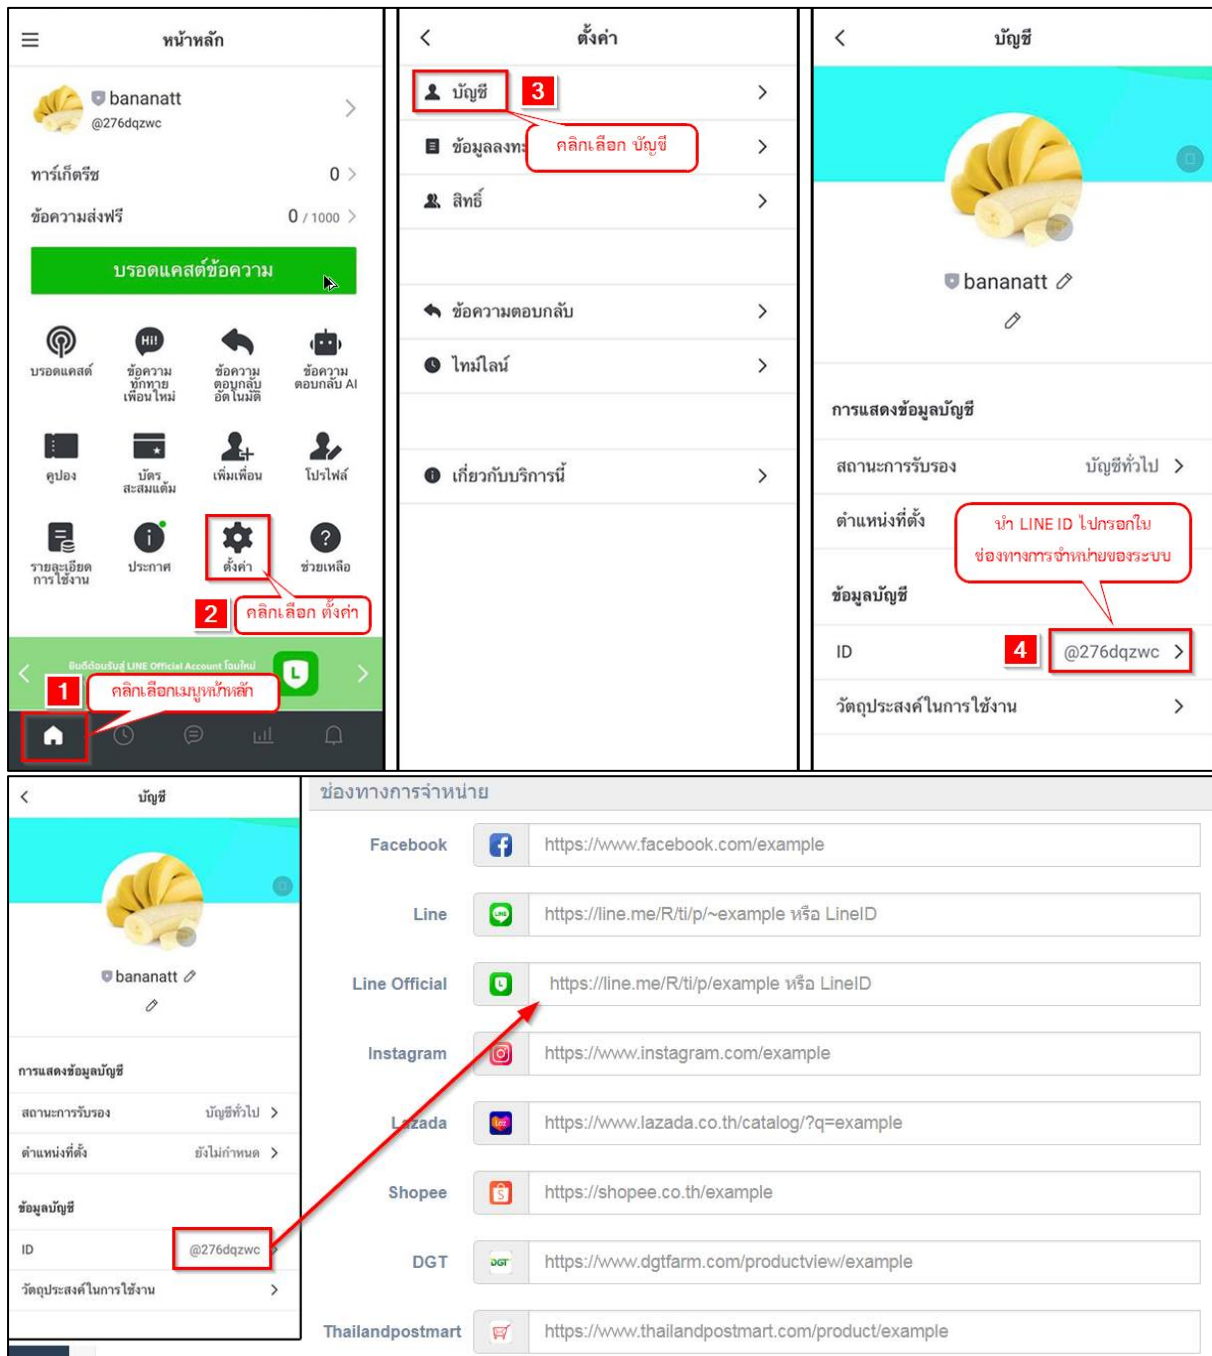 หน้าหลัก
bananatt
@276dqzwc
ทาร์เก็ตรีช 0
ข้อความส่งฟรี 0 / 1000
บรอดแคสต์ข้อความ
บรอดแคสต์
Hi!
ข้อความ
ทักทาย
เพื่อนใหม่
ข้อความ
ตอบกลับ
อัตโนมัติ
ข้อความ
ตอบกลับ AI
คูปอง
บัตร
สะสมแต้ม
เพิ่มเพื่อน
โปรไฟล์
รายละเอียด
การใช้งาน
ประกาศ
ตั้งค่า
ช่วยเหลือ
2 คลิกเลือก ตั้งค่า
ยินดีต้อนรับสู่ LINE Official Account โฉมใหม่
L
1 คลิกเลือกเมนูหน้าหลัก
ตั้งค่า
บัญชี 3
คลิกเลือก บัญชี
ข้อมูลลงทะ
สิทธิ์
ข้อความตอบกลับ
ไทม์ไลน์
เกี่ยวกับบริการนี้
บัญชี
bananatt
การแสดงข้อมูลบัญชี
สถานะการรับรอง บัญชีทั่วไป
ตำแหน่งที่ตั้ง
นำ LINE ID ไปกรอกใน
ช่องทางการจำหน่ายของระบบ
ข้อมูลบัญชี
ID 4 @276dqzwc
วัตถุประสงค์ในการใช้งาน
บัญชี
bananatt
การแสดงข้อมูลบัญชี
สถานะการรับรอง บัญชีทั่วไป
ตำแหน่งที่ตั้ง ยังไม่กำหนด
ข้อมูลบัญชี
ID @276dqzwc
วัตถุประสงค์ในการใช้งาน
ช่องทางการจำหน่าย
Facebook https://www.facebook.com/example
Line LINE https://line.me/R/ti/p/~example หรือ LineID
Line Official L https://line.me/R/ti/p/example หรือ LineID
Instagram https://www.instagram.com/example
Lazada Laz https://www.lazada.co.th/catalog/?q=example
Shopee S https://shopee.co.th/example
DGT DGT https://www.dgtfarm.com/productview/example
Thailandpostmart https://www.thailandpostmart.com/product/example